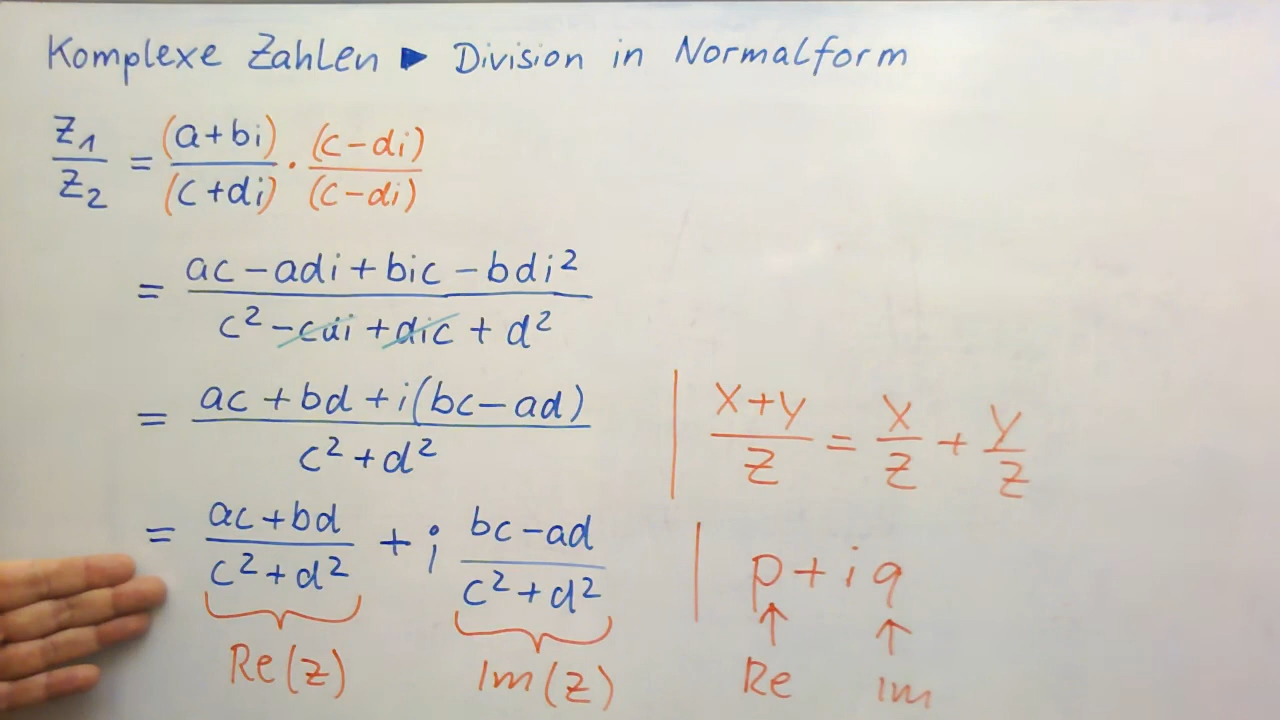 Komplexe Zahlen ▶ Division in Normalform
z₁/z₂ = (a+bi)/(c+di) · (c-di)/(c-di)
= (ac-adi+bic-bdi²)/(c²-cdi+dic+d²)
= (ac+bd+i(bc-ad))/(c²+d²)
| (x+y)/z = x/z + y/z
= (ac+bd)/(c²+d²) + i (bc-ad)/(c²+d²)
| p+iq
Re(z) Im(z)
↑ ↑
Re Im